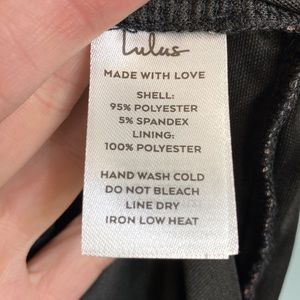 Lulus
MADE WITH LOVE
SHELL:
95% POLYESTER
5% SPANDEX
LINING:
100% POLYESTER
HAND WASH COLD
DO NOT BLEACH
LINE DRY
IRON LOW HEAT